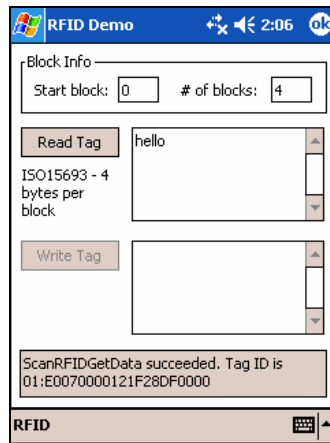 RFID Demo 2:06 ok
Block Info
Start block: 0 # of blocks: 4
Read Tag
hello
ISO15693 - 4
bytes per
block
Write Tag
ScanRFIDGetData succeeded. Tag ID is
01:E0070000121F28DF0000
RFID